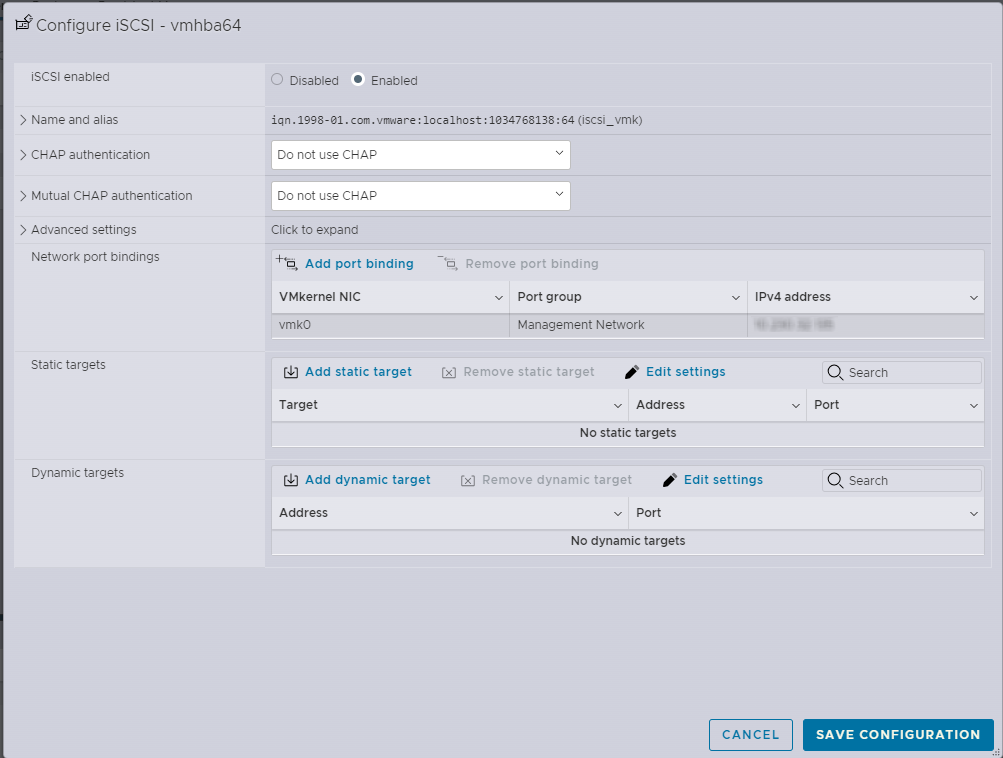 Configure iSCSI - vmhba64
iSCSI enabled
Disabled Enabled
Name and alias iqn.1998-01.com.vmware:localhost:1034768138:64 (iscsi_vmk)
CHAP authentication Do not use CHAP
Mutual CHAP authentication Do not use CHAP
Advanced settings Click to expand
Network port bindings
Add port binding Remove port binding
VMkernel NIC Port group IPv4 address
vmk0 Management Network
Static targets
Add static target Remove static target Edit settings Search
Target Address Port
No static targets
Dynamic targets
Add dynamic target Remove dynamic target Edit settings Search
Address Port
No dynamic targets
CANCEL SAVE CONFIGURATION